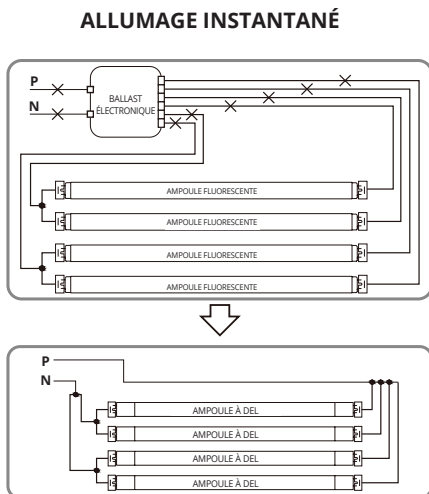 ALLUMAGE INSTANTANÉ
P
N
BALLAST
ÉLECTRONIQUE
AMPOULE FLUORESCENTE
AMPOULE FLUORESCENTE
AMPOULE FLUORESCENTE
AMPOULE FLUORESCENTE
P
N
AMPOULE À DEL
AMPOULE À DEL
AMPOULE À DEL
AMPOULE À DEL